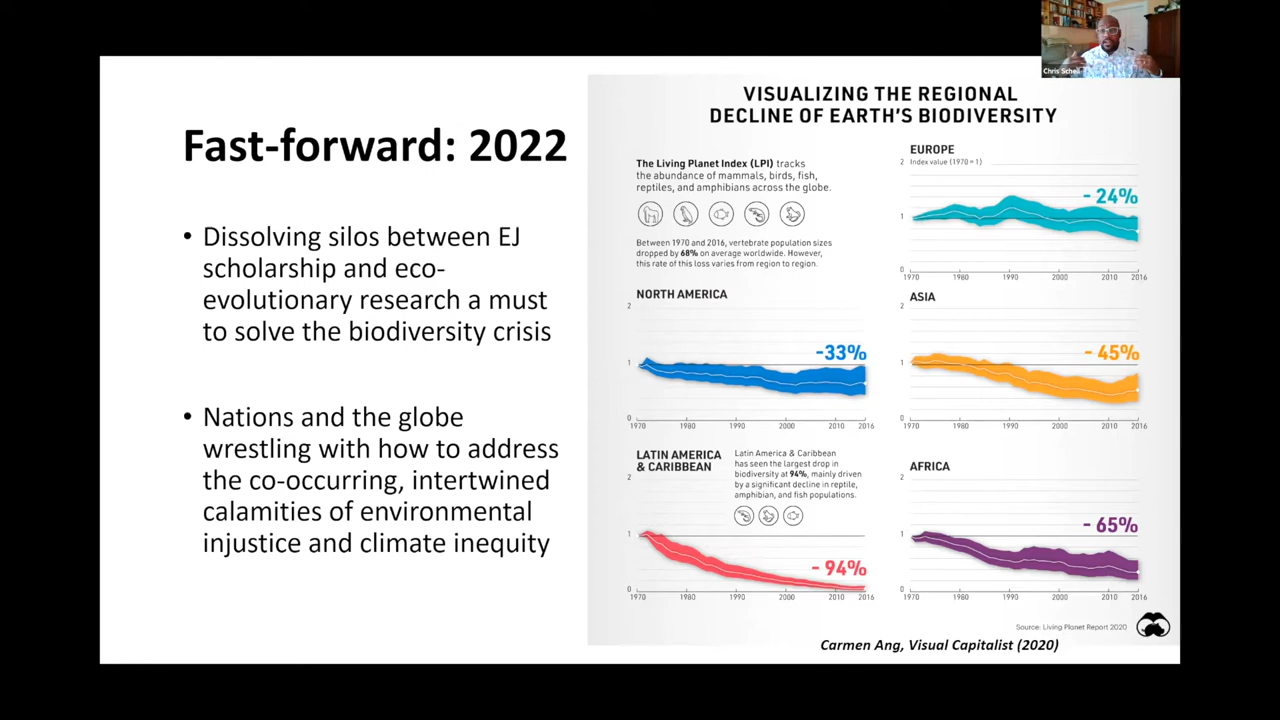 Chris Schell
Fast-forward: 2022
• Dissolving silos between EJ
scholarship and eco-
evolutionary research a must
to solve the biodiversity crisis
• Nations and the globe
wrestling with how to address
the co-occurring, intertwined
calamities of environmental
injustice and climate inequity
VISUALIZING THE REGIONAL
DECLINE OF EARTH'S BIODIVERSITY
The Living Planet Index (LPI) tracks
the abundance of mammals, birds, fish,
reptiles, and amphibians across the globe.
Between 1970 and 2016, vertebrate population sizes
dropped by 68% on average worldwide. However,
this rate of this loss varies from region to region.
EUROPE
2 Index value (1970 = 1)
- 24%
1
0
1970 1980 1990 2000 2010 2016
NORTH AMERICA
2
-33%
1
0
1970 1980 1990 2000 2010 2016
ASIA
2
- 45%
1
0
1970 1980 1990 2000 2010 2016
LATIN AMERICA
& CARIBBEAN
Latin America & Caribbean
has seen the largest drop in
biodiversity at 94%, mainly driven
by a significant decline in reptile,
amphibian, and fish populations.
2
1
- 94%
0
1970 1980 1990 2000 2010 2016
AFRICA
2
- 65%
1
0
1970 1980 1990 2000 2010 2016
Source: Living Planet Report 2020
Carmen Ang, Visual Capitalist (2020)